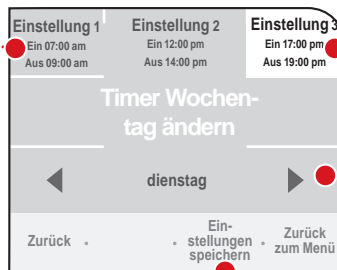 Einstellung 1
Ein 07:00 am
Aus 09:00 am
Einstellung 2
Ein 12:00 pm
Aus 14:00 pm
Einstellung 3
Ein 17:00 pm
Aus 19:00 pm
Timer Wochen-
tag ändern
dienstag
Zurück
Ein-
stellungen
speichern
Zurück
zum Menü